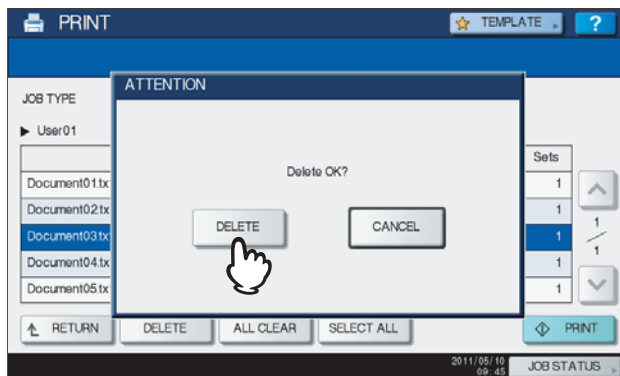 PRINT
TEMPLATE
?
ATTENTION
JOB TYPE
User01
Delete OK?
Sets
Document01.tx 1
Document02.tx 1
Document03.tx 1
Document04.tx 1
Document05.tx 1
1
1
DELETE CANCEL
RETURN DELETE ALL CLEAR SELECT ALL PRINT
2011/05/10
09:45
JOB STATUS